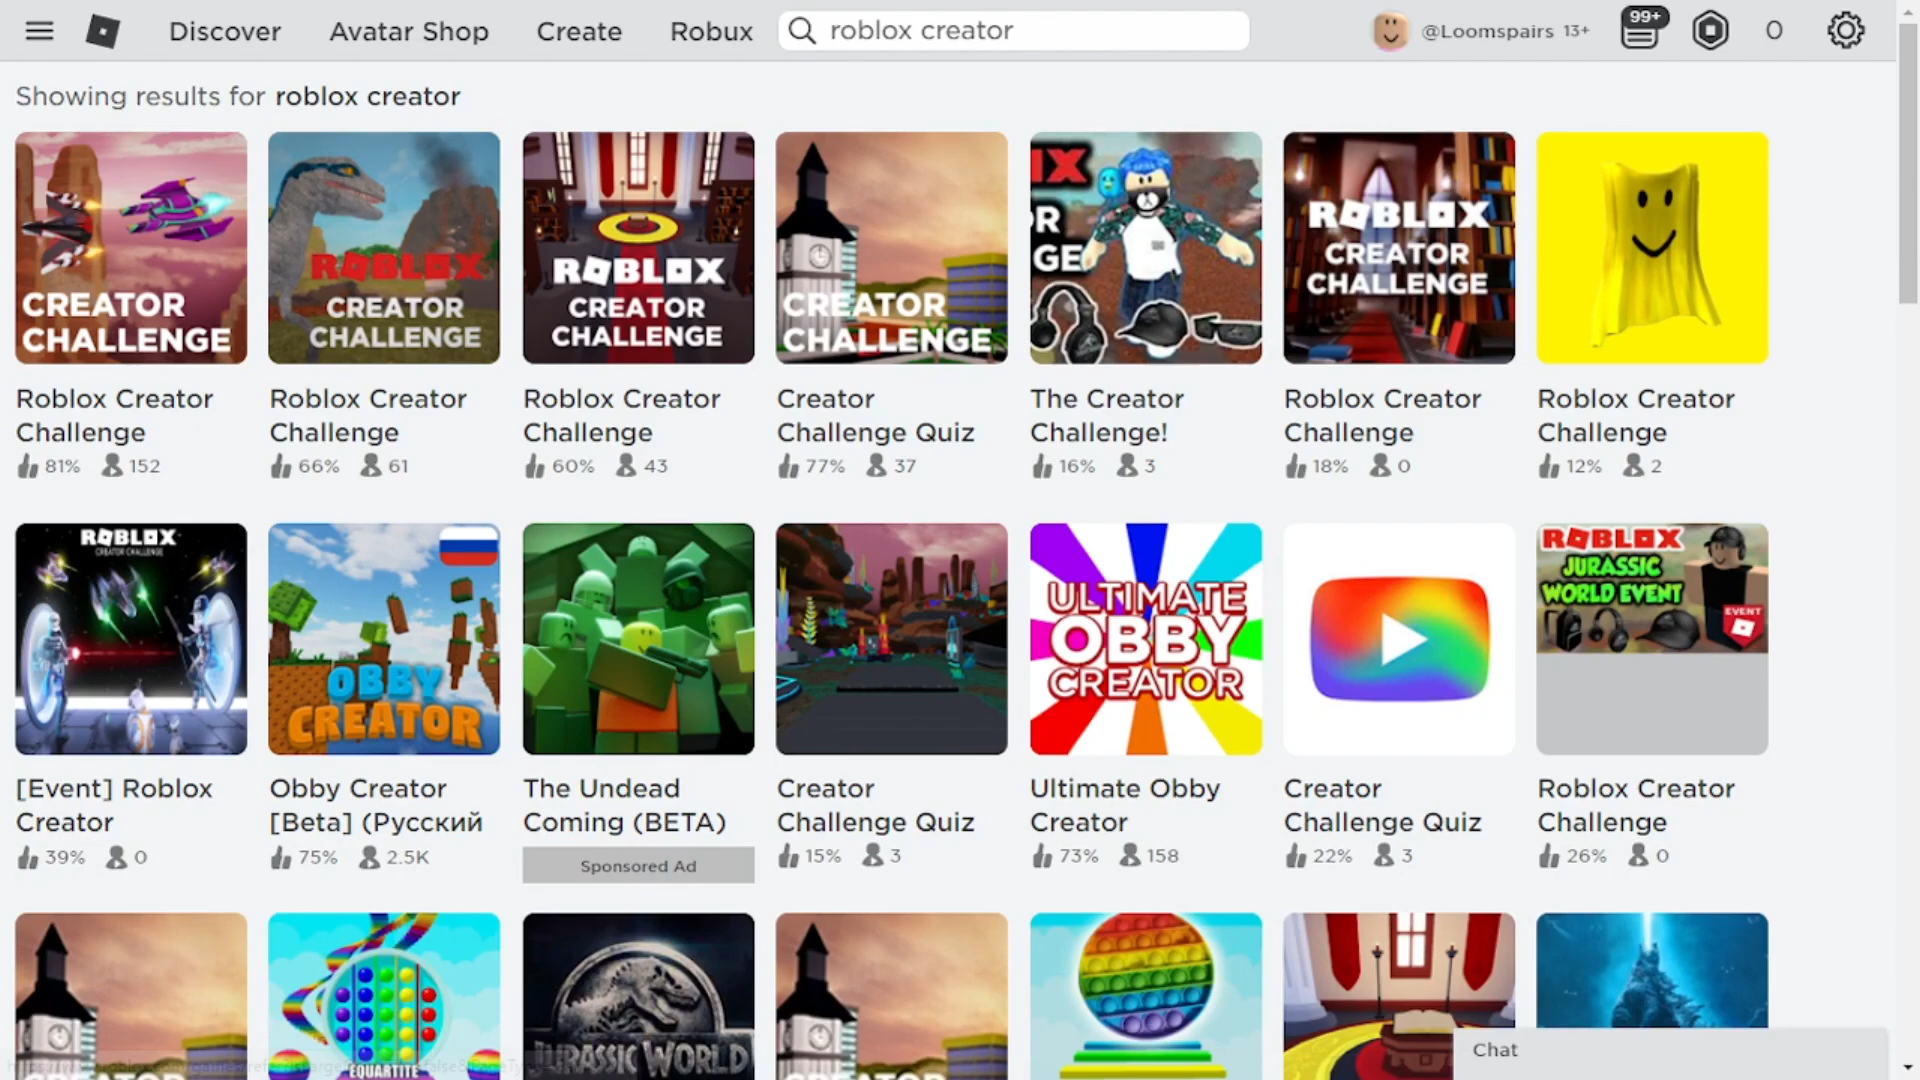 Discover
Avatar Shop
Create
Robux
roblox creator
@Loomspairs 13+
99+
0
Showing results for roblox creator
CREATOR
CHALLENGE
ROBLOX
CREATOR
CHALLENGE
ROBLOX
CREATOR
CHALLENGE
CREATOR
CHALLENGE
IX
OR
GE
ROBLOX
CREATOR
CHALLENGE
Roblox Creator
Challenge
81% 152
Roblox Creator
Challenge
66% 61
Roblox Creator
Challenge
60% 43
Creator
Challenge Quiz
77% 37
The Creator
Challenge!
16% 3
Roblox Creator
Challenge
18% 0
Roblox Creator
Challenge
12% 2
ROBLOX
CREATOR CHALLENGE
OBBY
CREATOR
ULTIMATE
OBBY
CREATOR
ROBLOX
JURASSIC
WORLD EVENT
EVENT
[Event] Roblox
Creator
39% 0
Obby Creator
[Beta] (Русский
75% 2.5K
The Undead
Coming (BETA)
Sponsored Ad
Creator
Challenge Quiz
15% 3
Ultimate Obby
Creator
73% 158
Creator
Challenge Quiz
22% 3
Roblox Creator
Challenge
26% 0
EQUARTITE
JURASSIC WORLD
Chat